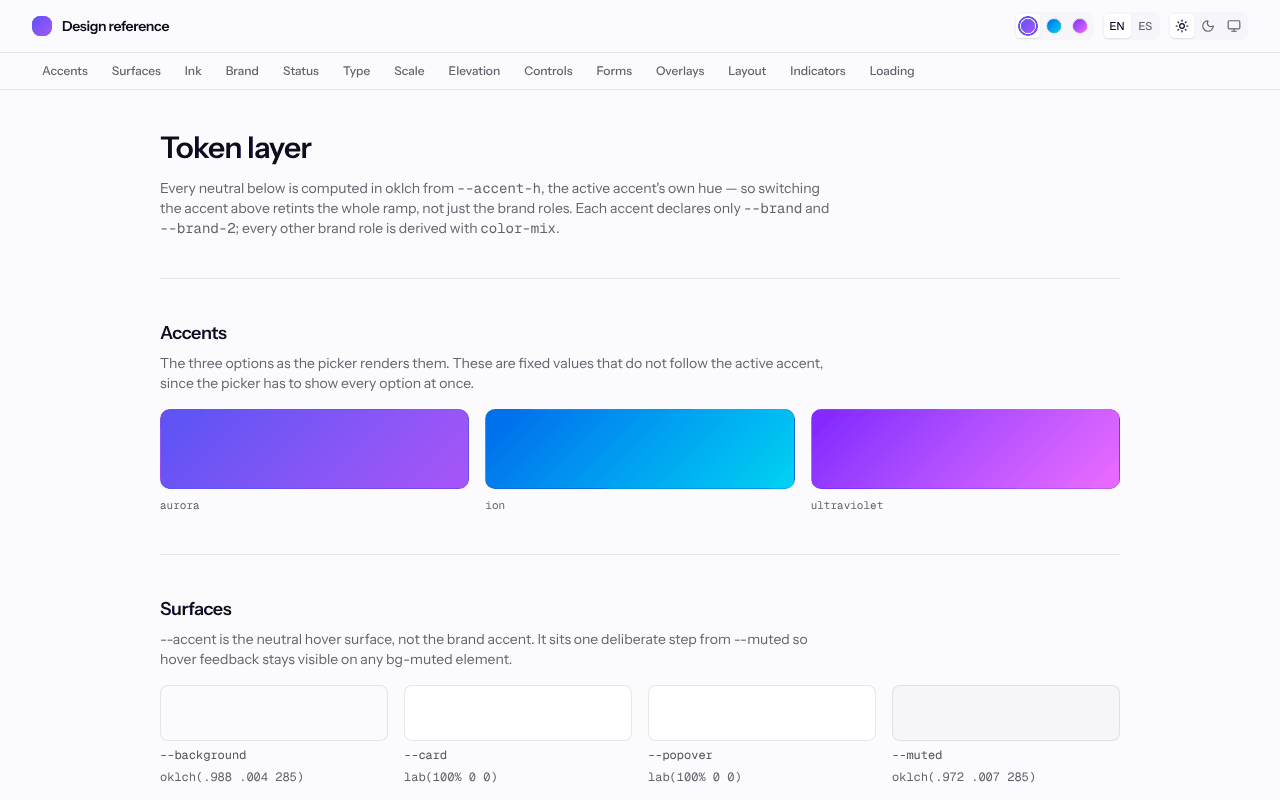 Design reference
EN ES
Accents Surfaces Ink Brand Status Type Scale Elevation Controls Forms Overlays Layout Indicators Loading
Token layer
Every neutral below is computed in oklch from --accent-h, the active accent's own hue — so switching
the accent above retints the whole ramp, not just the brand roles. Each accent declares only --brand and
--brand-2; every other brand role is derived with color-mix.
Accents
The three options as the picker renders them. These are fixed values that do not follow the active accent,
since the picker has to show every option at once.
aurora ion ultraviolet
Surfaces
--accent is the neutral hover surface, not the brand accent. It sits one deliberate step from --muted so
hover feedback stays visible on any bg-muted element.
--background --card --popover --muted
oklch(.988 .004 285) lab(100% 0 0) lab(100% 0 0) oklch(.972 .007 285)